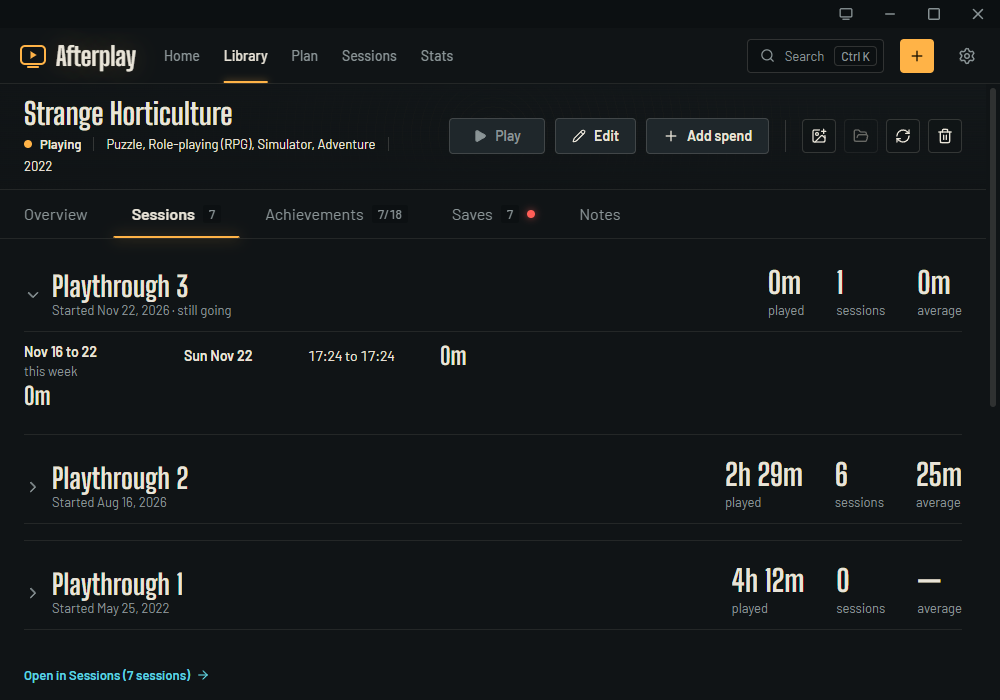 Afterplay
Home Library Plan Sessions Stats
Search Ctrl K
Strange Horticulture
Playing Puzzle, Role-playing (RPG), Simulator, Adventure
2022
Play Edit Add spend
Overview Sessions 7 Achievements 7/18 Saves 7 Notes
Playthrough 3
Started Nov 22, 2026 · still going
0m 1 0m
played sessions average
Nov 16 to 22 Sun Nov 22 17:24 to 17:24 0m
this week
0m
Playthrough 2
Started Aug 16, 2026
2h 29m 6 25m
played sessions average
Playthrough 1
Started May 25, 2022
4h 12m 0 —
played sessions average
Open in Sessions (7 sessions) →